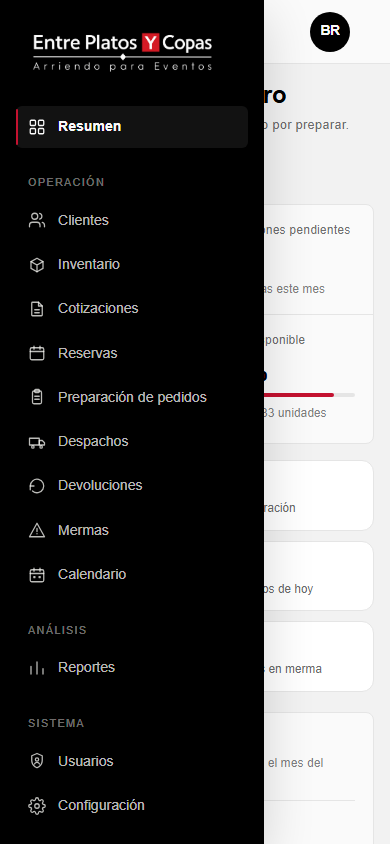 Entre Platos Y Copas
Arriendo para Eventos
BR
Resumen
OPERACIÓN
Clientes
Inventario
Cotizaciones
Reservas
Preparación de pedidos
Despachos
Devoluciones
Mermas
Calendario
ANÁLISIS
Reportes
SISTEMA
Usuarios
Configuración
ro
o por preparar.
ones pendientes
as este mes
sponible
33 unidades
ración
os de hoy
s en merma
el mes del